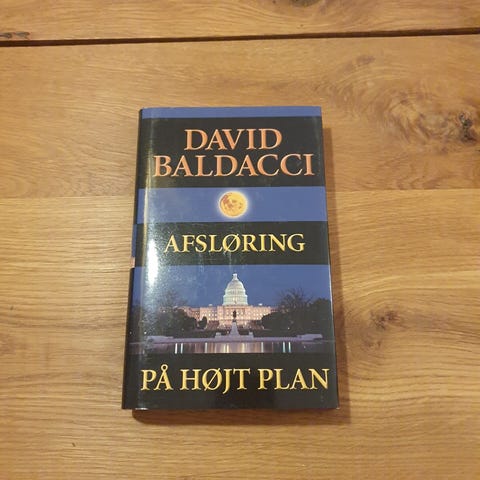 DAVID
BALDACCI
AFSLØRING
PÅ HØJT PLAN